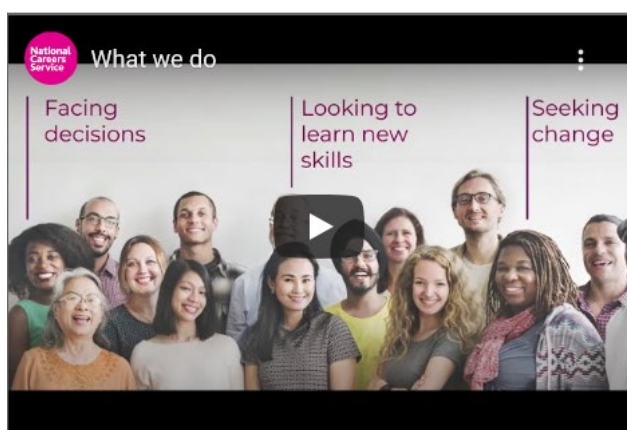 National
Careers
Service
What we do
Facing
decisions
Looking to
learn new
skills
Seeking
change